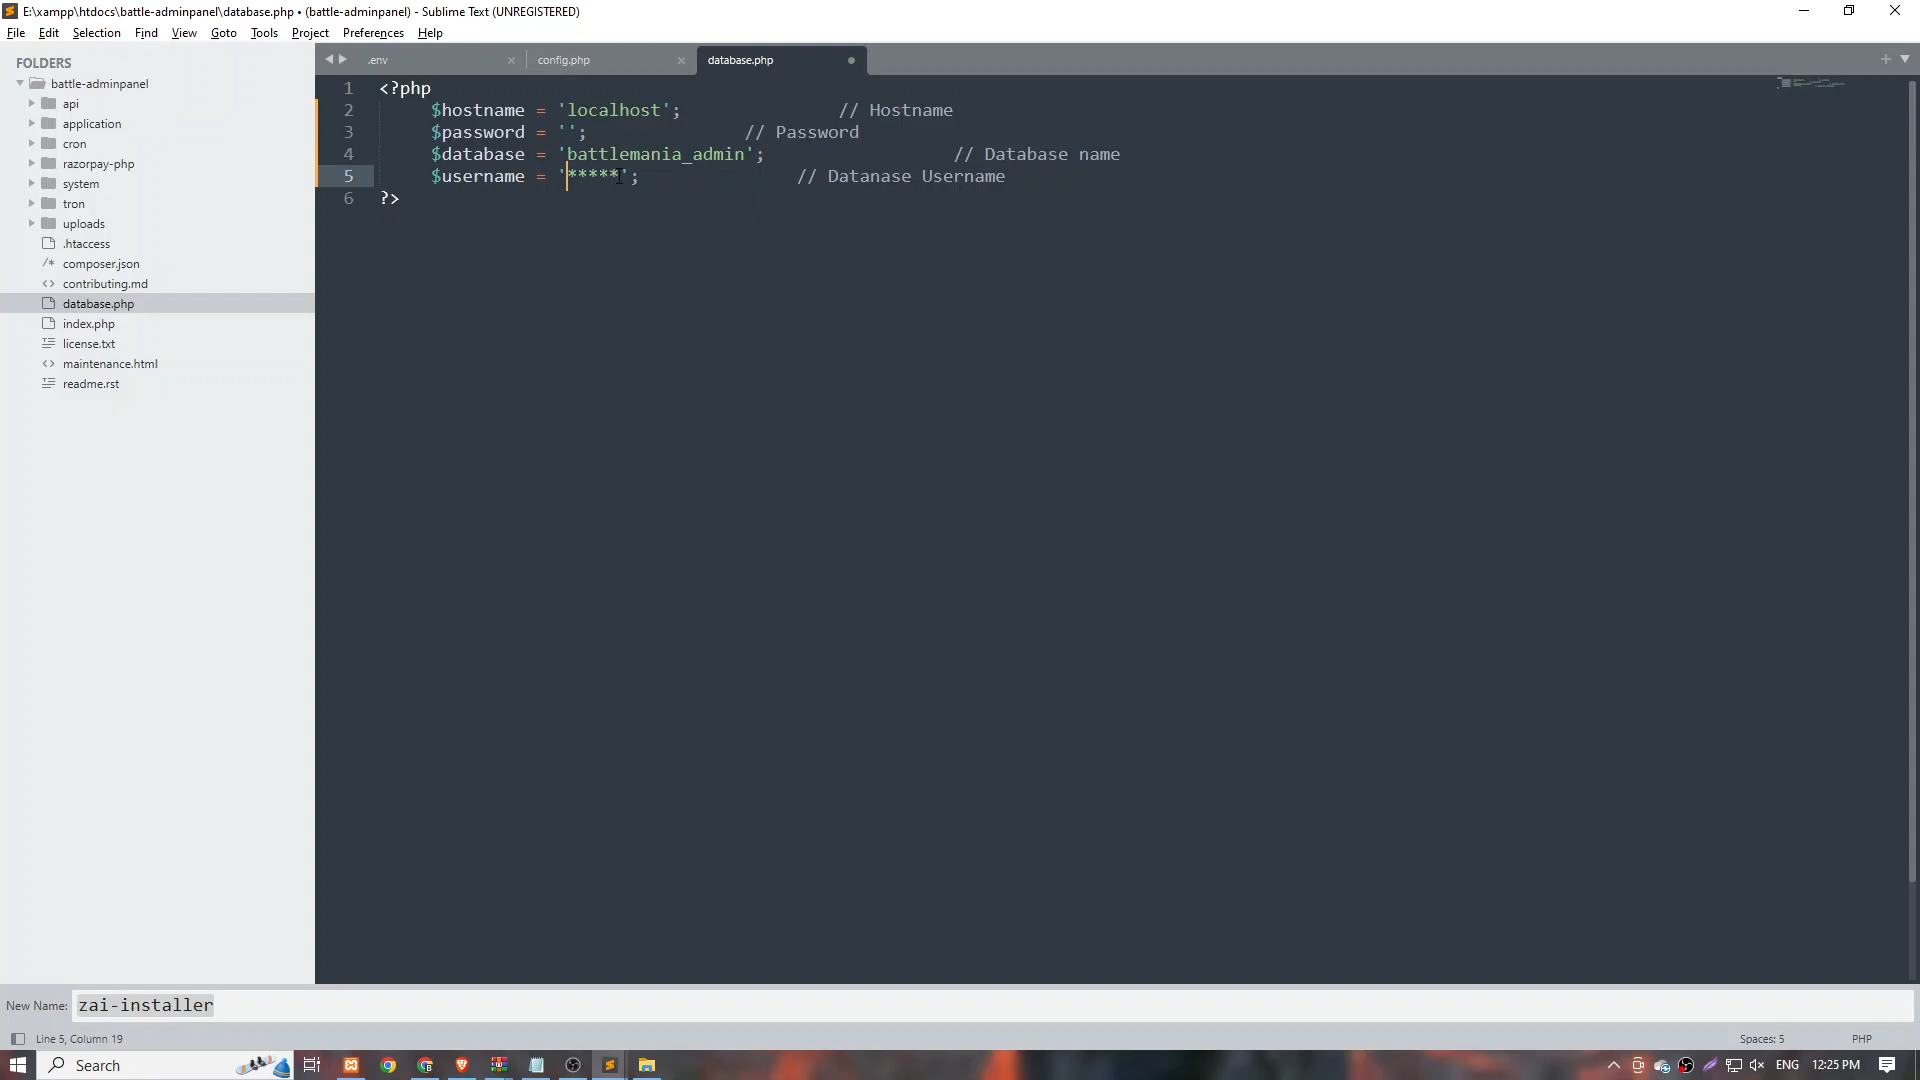 E:\xampp\htdocs\battle-adminpanel\database.php • (battle-adminpanel) - Sublime Text (UNREGISTERED)
File Edit Selection Find View Goto Tools Project Preferences Help
FOLDERS
battle-adminpanel
api
application
cron
razorpay-php
system
tron
uploads
.htaccess
composer.json
contributing.md
database.php
index.php
license.txt
maintenance.html
readme.rst
.env config.php database.php
1 <?php
2 $hostname = 'localhost'; // Hostname
3 $password = ''; // Password
4 $database = 'battlemania_admin'; // Database name
5 $username = '*****'; // Datanase Username
6 ?>
New Name: zai-installer
Line 5, Column 19 Spaces: 5 PHP
Search ENG 12:25 PM